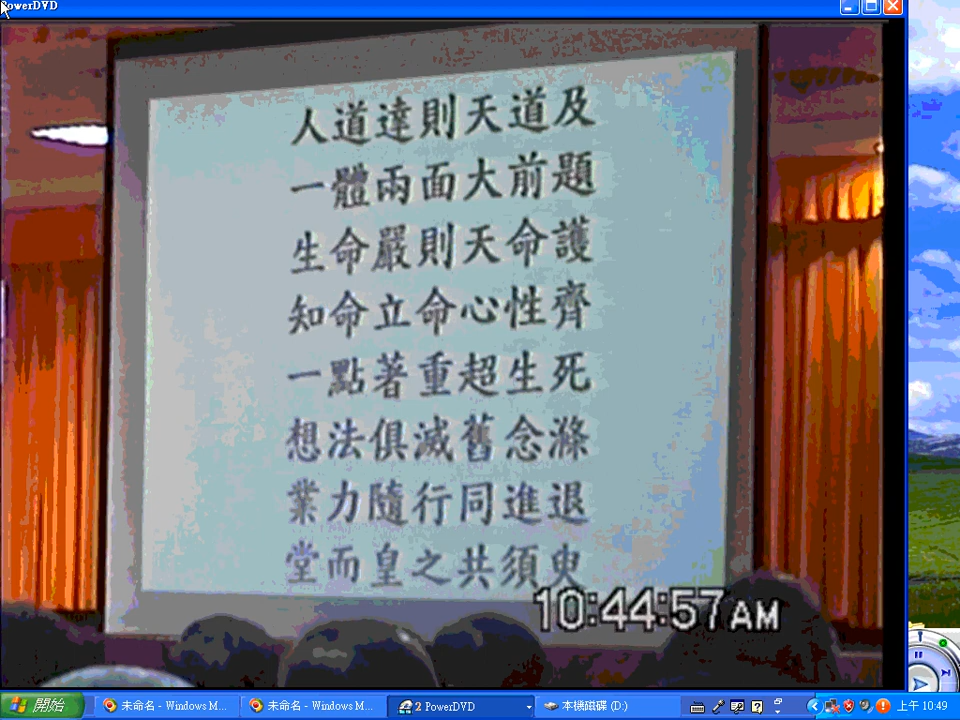 PowerDVD
人道達則天道及
一體兩面大前題
生命嚴則天命護
知命立命心性齊
一點著重超生死
想法俱滅舊念滌
業力隨行同進退
堂而皇之共須臾
10:44:57AM
開始
未命名 - Windows M...
未命名 - Windows M...
2 PowerDVD
本機磁碟 (D:)
上午 10:49